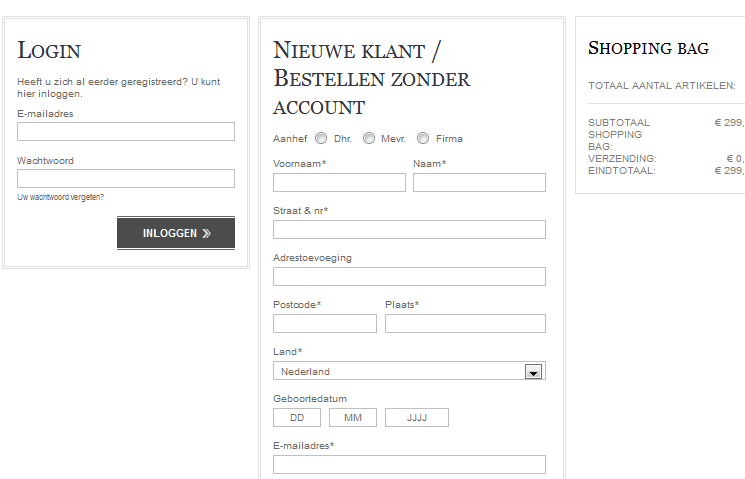 LOGIN
Heeft u zich al eerder geregistreerd? U kunt
hier inloggen.
E-mailadres
Wachtwoord
Uw wachtwoord vergeten?
INLOGGEN
NIEUWE KLANT /
BESTELLEN ZONDER
ACCOUNT
Aanhef Dhr. Mevr. Firma
Voornaam* Naam*
Straat & nr*
Adrestoevoeging
Postcode* Plaats*
Land*
Nederland
Geboortedatum
DD MM JJJJ
E-mailadres*
SHOPPING BAG
TOTAAL AANTAL ARTIKELEN:
SUBTOTAAL € 299,
SHOPPING
BAG:
VERZENDING: € 0,
EINDTOTAAL: € 299,